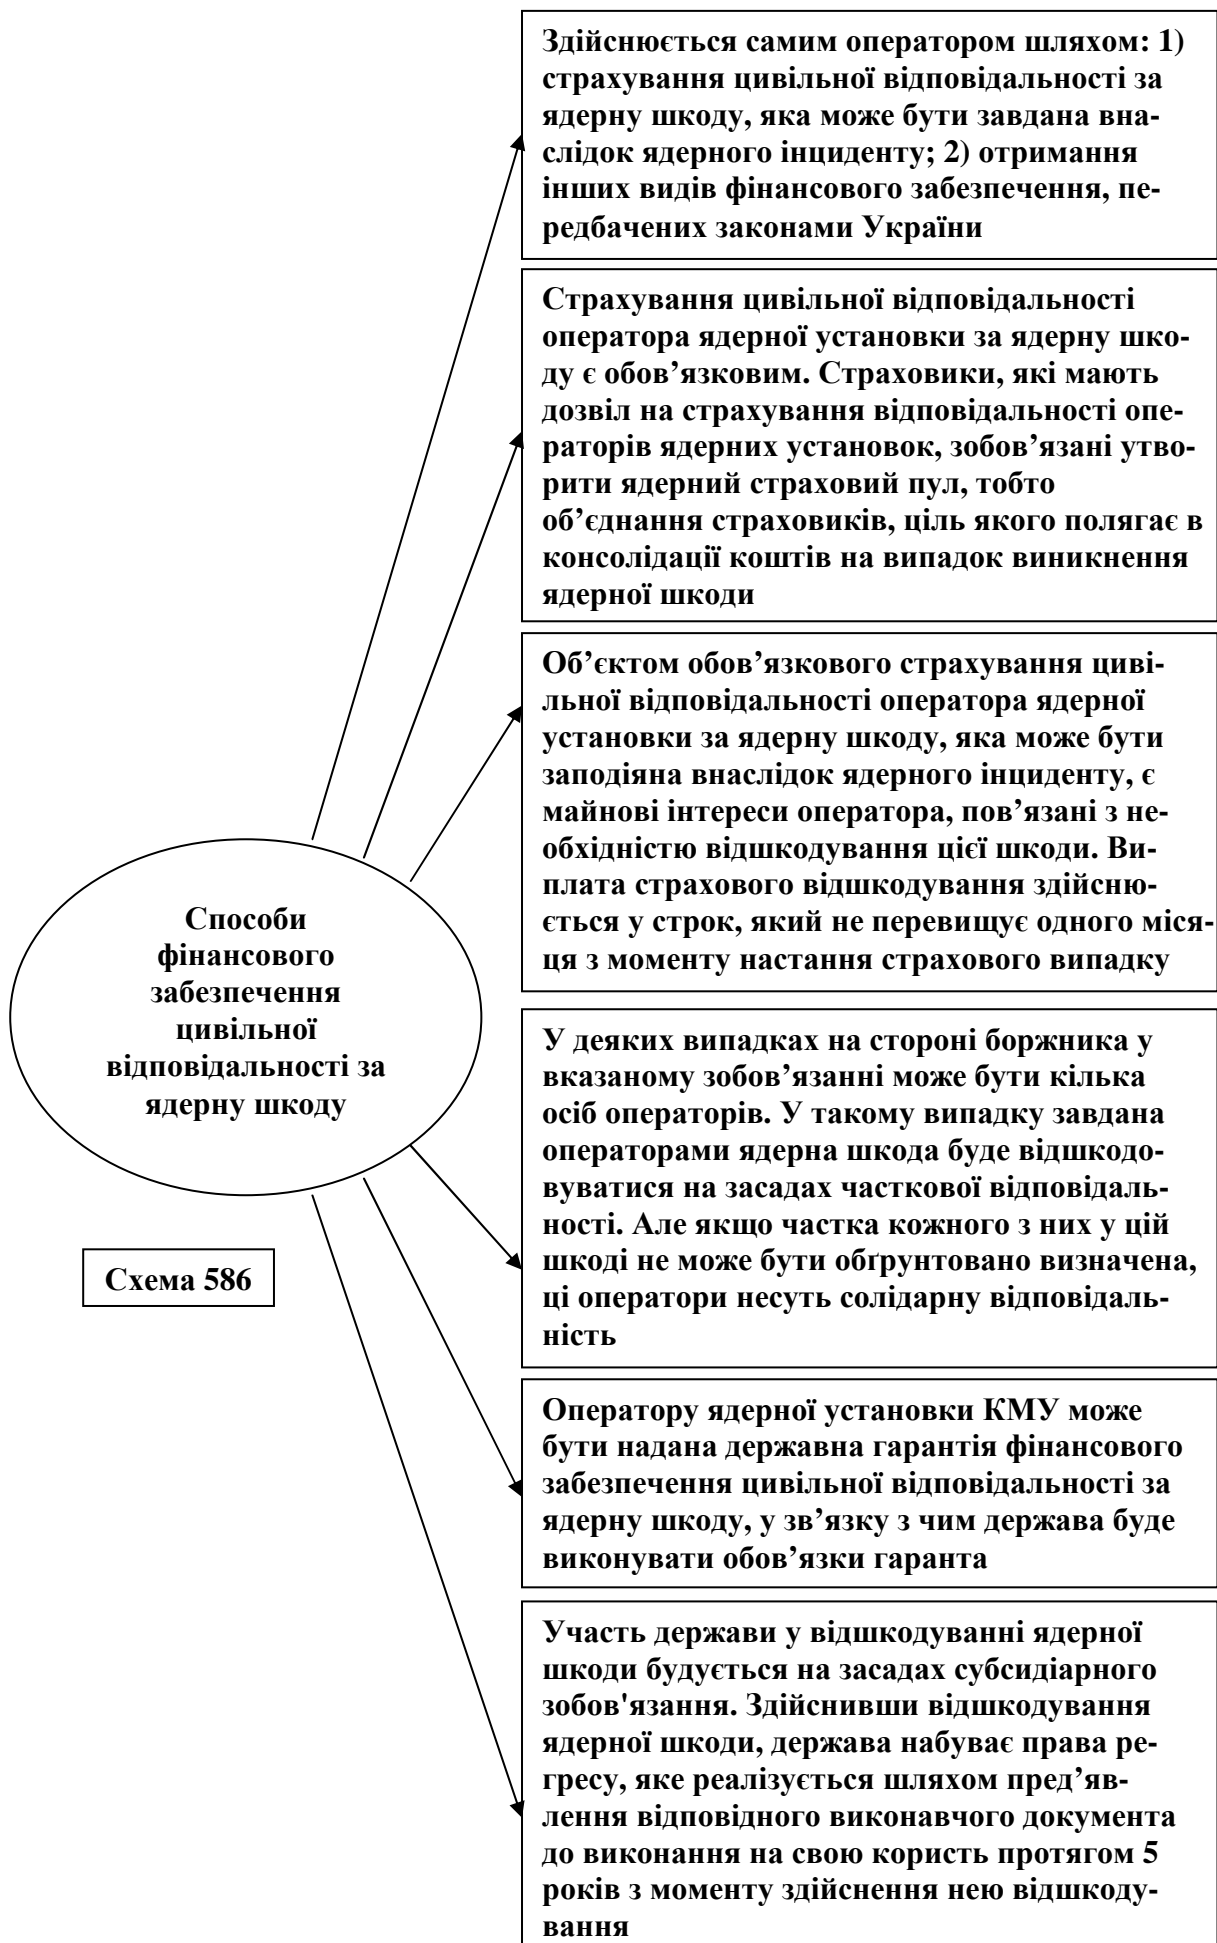 Здійснюється самим оператором шляхом: 1)
страхування цивільної відповідальності за
ядерну шкоду, яка може бути завдана вна-
слідок ядерного інциденту; 2) отримання
інших видів фінансового забезпечення, пе-
редбачених законами України
Страхування цивільної відповідальності
оператора ядерної установки за ядерну шко-
ду є обов’язковим. Страховики, які мають
дозвіл на страхування відповідальності опе-
раторів ядерних установок, зобов’язані утво-
рити ядерний страховий пул, тобто
об’єднання страховиків, ціль якого полягає в
консолідації коштів на випадок виникнення
ядерної шкоди
Об’єктом обов’язкового страхування циві-
льної відповідальності оператора ядерної
установки за ядерну шкоду, яка може бути
заподіяна внаслідок ядерного інциденту, є
майнові інтереси оператора, пов’язані з не-
обхідністю відшкодування цієї шкоди. Ви-
плата страхового відшкодування здійсню-
ється у строк, який не перевищує одного міся-
ця з моменту настання страхового випадку
Способи
фінансового
забезпечення
цивільної
відповідальності за
ядерну шкоду
У деяких випадках на стороні боржника у
вказаному зобов’язанні може бути кілька
осіб операторів. У такому випадку завдана
операторами ядерна шкода буде відшкодо-
вуватися на засадах часткової відповідаль-
ності. Але якщо частка кожного з них у цій
шкоді не може бути обґрунтовано визначена,
ці оператори несуть солідарну відповідаль-
ність
Схема 586
Оператору ядерної установки КМУ може
бути надана державна гарантія фінансового
забезпечення цивільної відповідальності за
ядерну шкоду, у зв’язку з чим держава буде
виконувати обов’язки гаранта
Участь держави у відшкодуванні ядерної
шкоди будується на засадах субсидіарного
зобов'язання. Здійснивши відшкодування
ядерної шкоди, держава набуває права ре-
гресу, яке реалізується шляхом пред’яв-
лення відповідного виконавчого документа
до виконання на свою користь протягом 5
років з моменту здійснення нею відшкоду-
вання